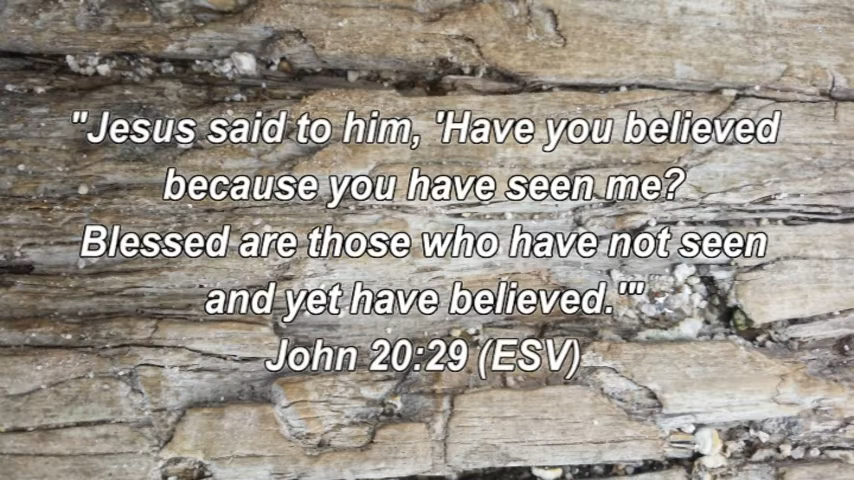 "Jesus said to him, 'Have you believed
because you have seen me?
Blessed are those who have not seen
and yet have believed.'"
John 20:29 (ESV)